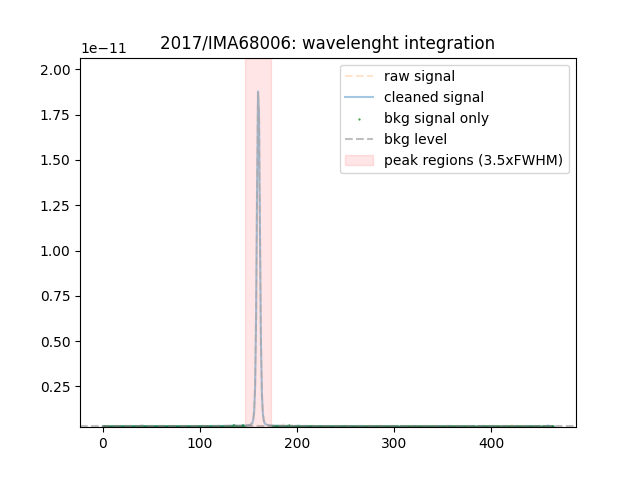 2017/IMA68006: wavelenght integration
1e−11
2.00
1.75
1.50
1.25
1.00
0.75
0.50
0.25
0 100 200 300 400
raw signal
cleaned signal
bkg signal only
bkg level
peak regions (3.5xFWHM)